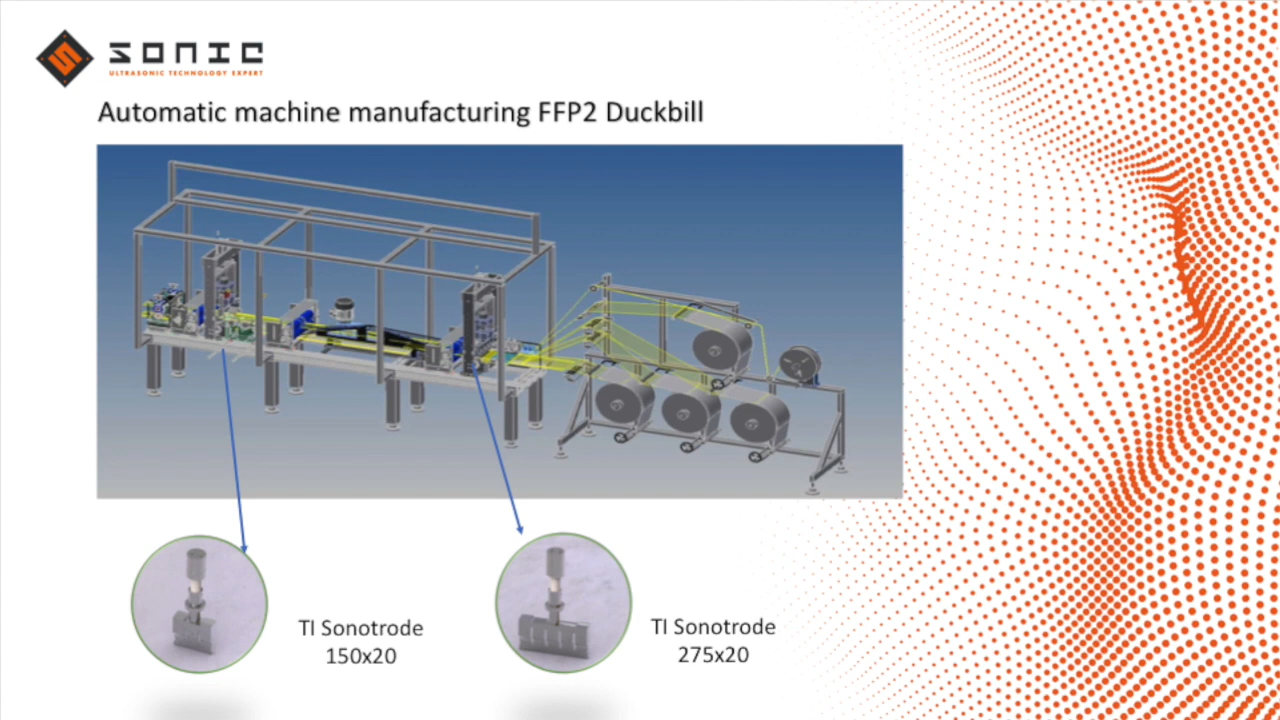 SONIC
ULTRASONIC TECHNOLOGY EXPERT
Automatic machine manufacturing FFP2 Duckbill
TI Sonotrode
150x20
TI Sonotrode
275x20